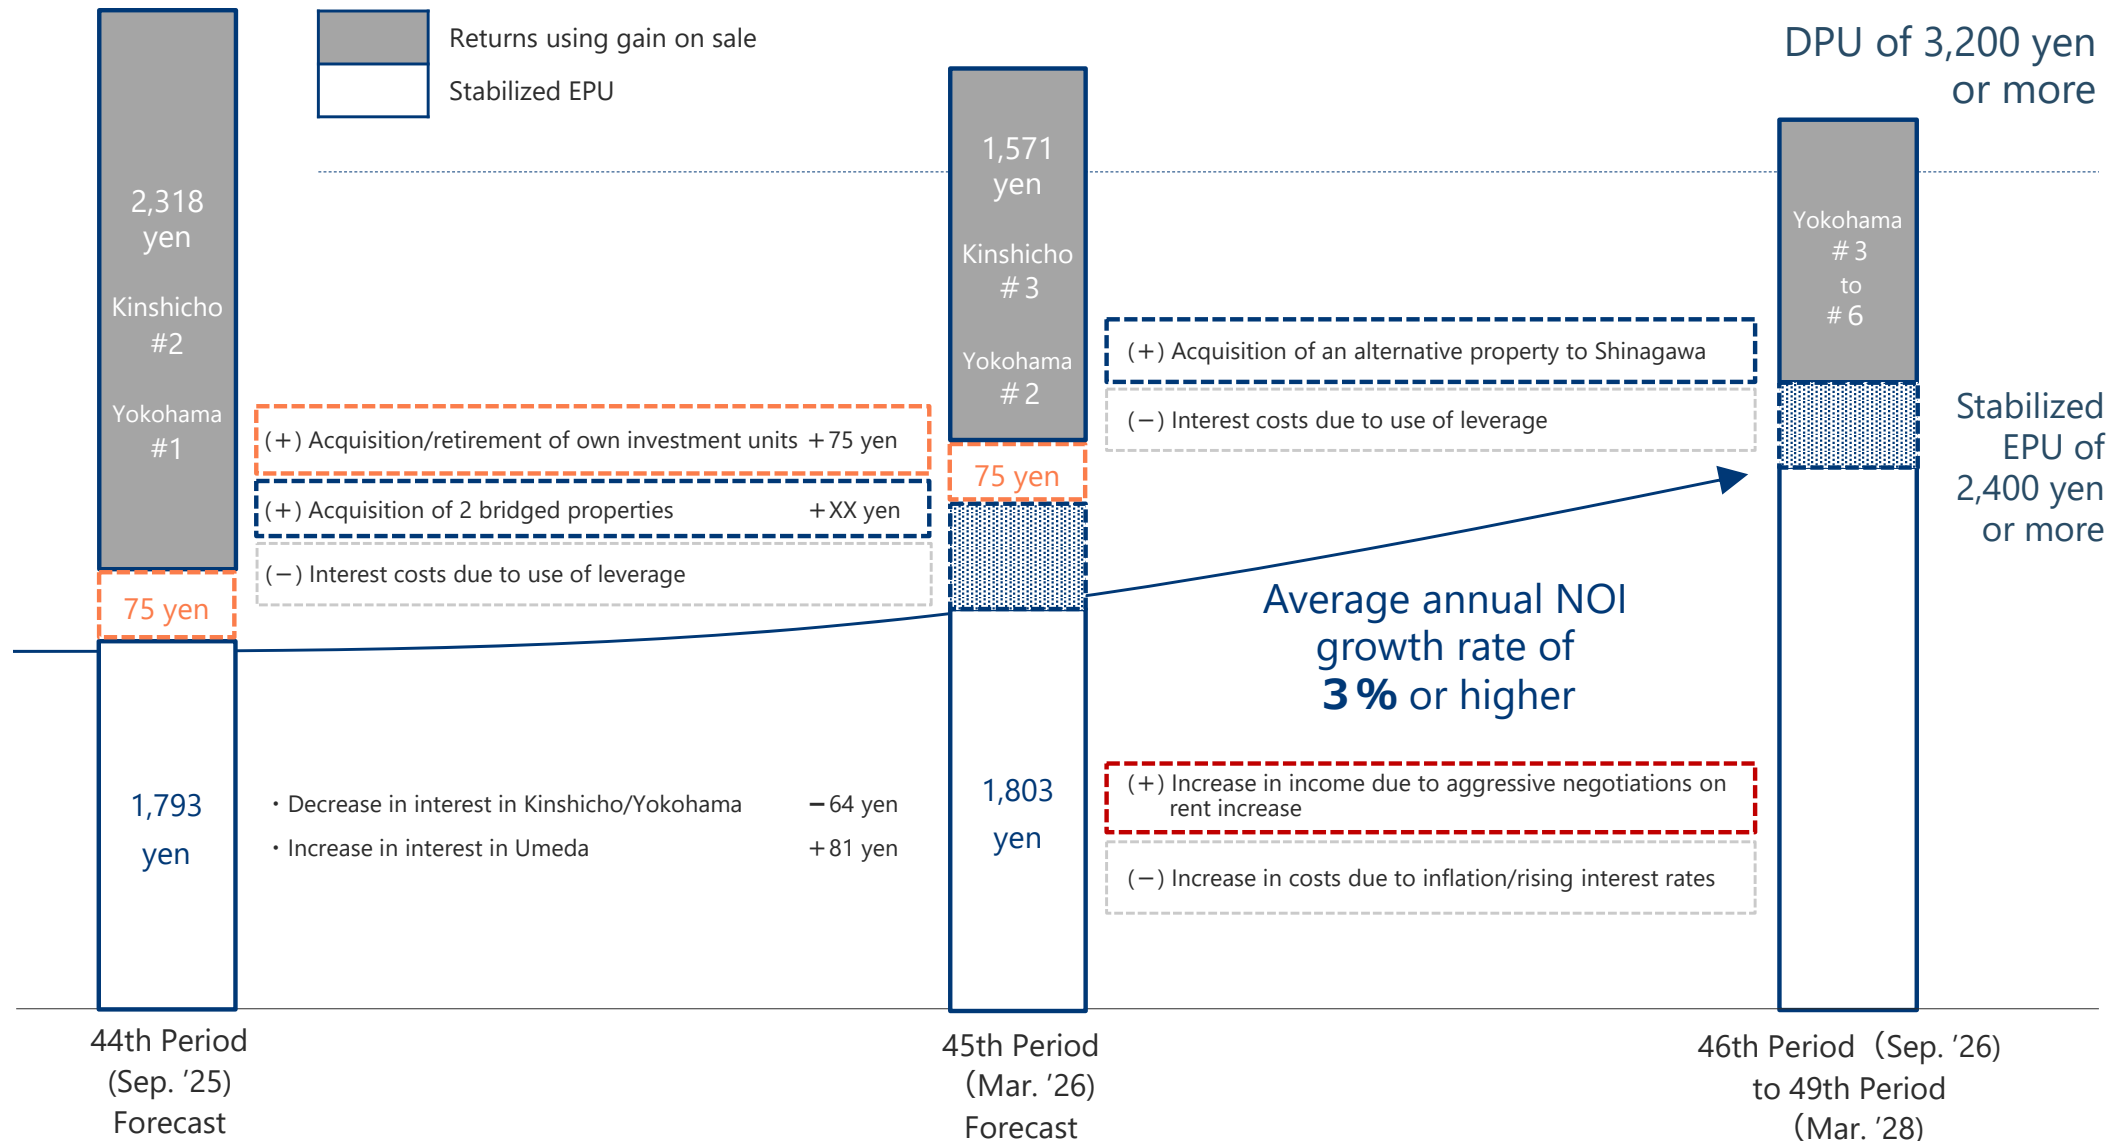 Returns using gain on sale
Stabilized EPU
DPU of 3,200 yen
or more
2,318
yen
Kinshicho
#2
Yokohama
#1
75 yen
1,793
yen
(+) Acquisition/retirement of own investment units +75 yen
(+) Acquisition of 2 bridged properties +XX yen
(−) Interest costs due to use of leverage
・Decrease in interest in Kinshicho/Yokohama −64 yen
・Increase in interest in Umeda +81 yen
1,571
yen
Kinshicho
#3
Yokohama
#2
75 yen
1,803
yen
(+) Acquisition of an alternative property to Shinagawa
(−) Interest costs due to use of leverage
Average annual NOI
growth rate of
3% or higher
(+) Increase in income due to aggressive negotiations on
rent increase
(−) Increase in costs due to inflation/rising interest rates
Yokohama
#3
to
#6
Stabilized
EPU of
2,400 yen
or more
44th Period
(Sep. ’25)
Forecast
45th Period
(Mar. ’26)
Forecast
46th Period (Sep. ’26)
to 49th Period
(Mar. ’28)